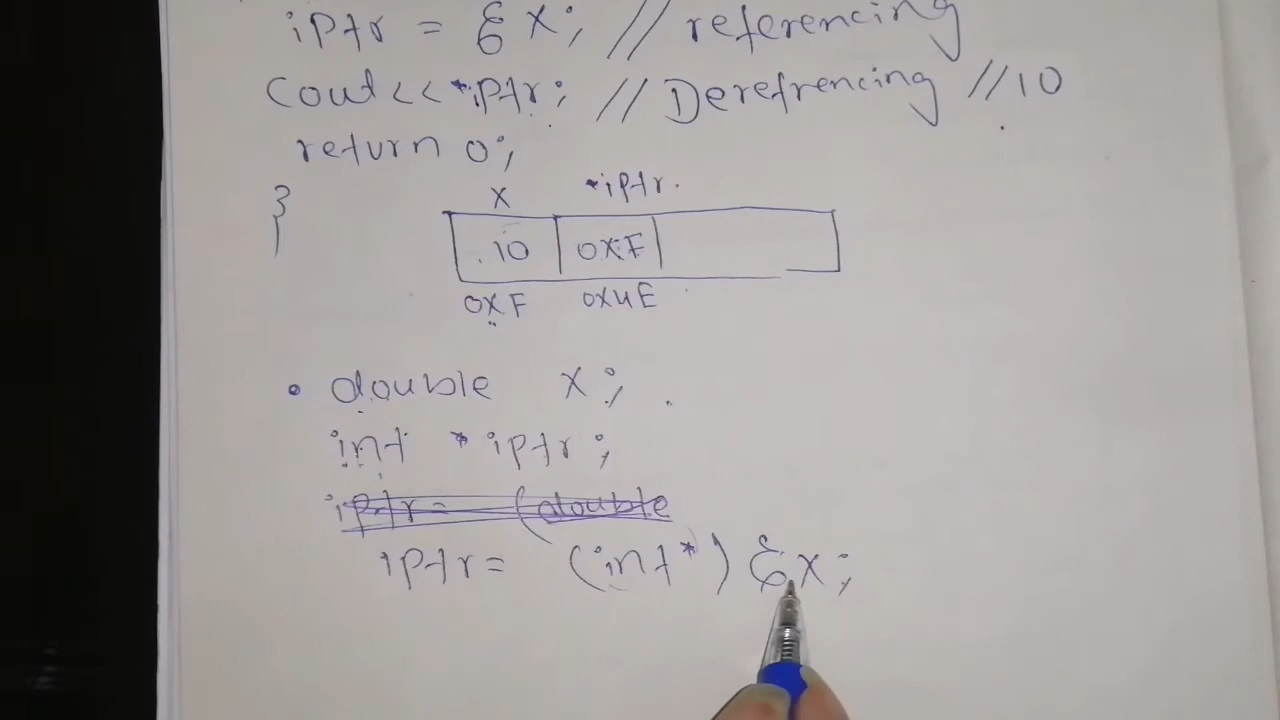 iptr = &x; // referencing
Cout<< *iptr; // Derefrencing // 10
return 0;
}
x *iptr.
10 0XF
0XF 0X4E
• double x;
int *iptr;
iptr= (double
iptr= (int*) &x;